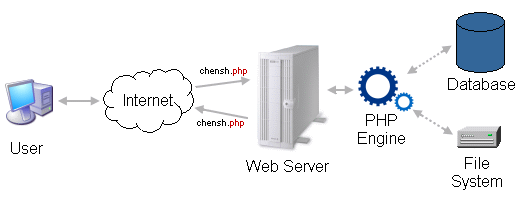 chensh.php
Internet
chensh.php
User
Web Server
PHP
Engine
Database
File
System